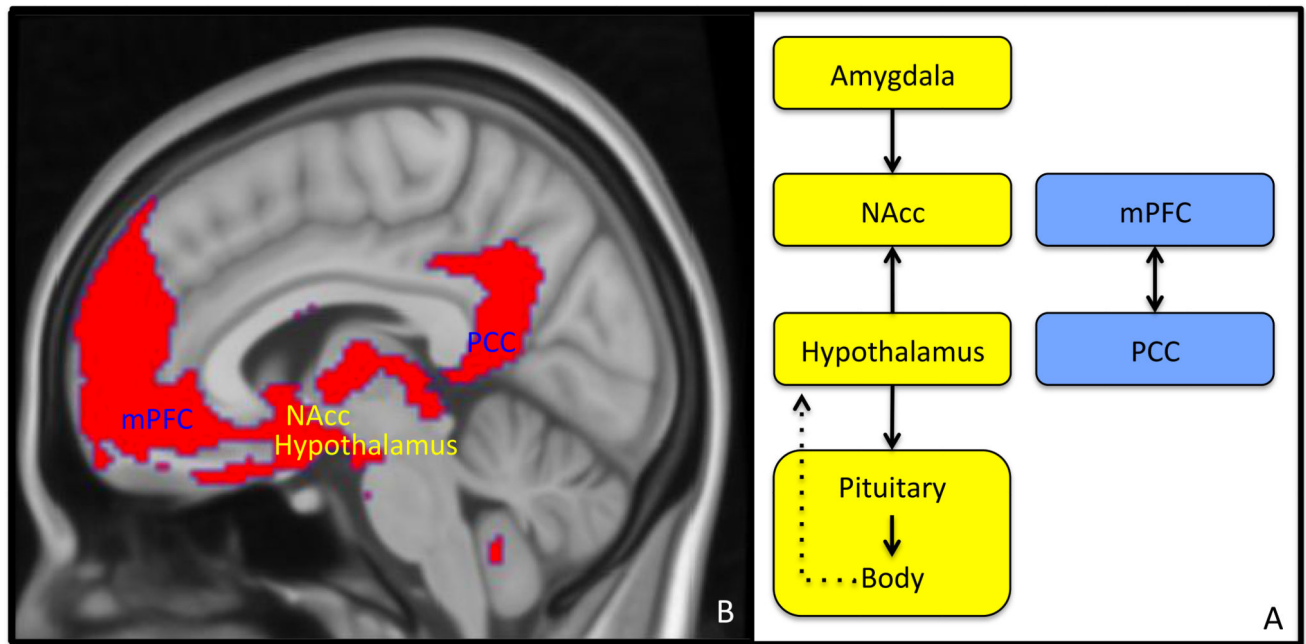 mPFC
NAcc
Hypothalamus
PCC
B
Amygdala
NAcc
mPFC
Hypothalamus
PCC
Pituitary
Body
A